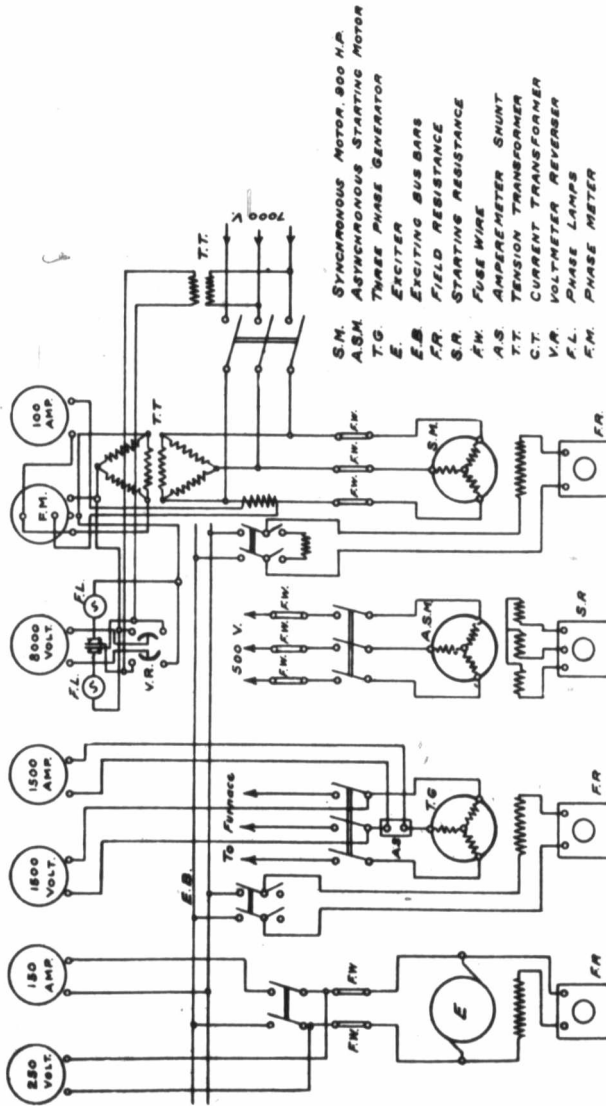 250 VOLT.
150 AMP.
1500 VOLT.
1500 AMP.
8000 VOLT.
F.M.
100 AMP.
F.L.
F.L.
V.R.
T.T
T.T.
7000 V.
E.B.
To Furnace
500 V.
F.W.
F.W.
F.W.
F.W.
F.W.
F.W.
F.W.
F.W
A.S
E
T.G
A.S.M.
S.M.
F.R
F.R
S.R
F.R
S.M. SYNCHRONOUS MOTOR, 900 H.P.
A.S.M. ASYNCHRONOUS STARTING MOTOR
T.G. THREE PHASE GENERATOR
E. EXCITER
E.B. EXCITING BUS BARS
F.R. FIELD RESISTANCE
S.R. STARTING RESISTANCE
F.W. FUSE WIRE
A.S. AMPEREMETER SHUNT
T.T. TENSION TRANSFORMER
C.T. CURRENT TRANSFORMER
V.R. VOLTMETER REVERSER
F.L. PHASE LAMPS
F.M. PHASE METER